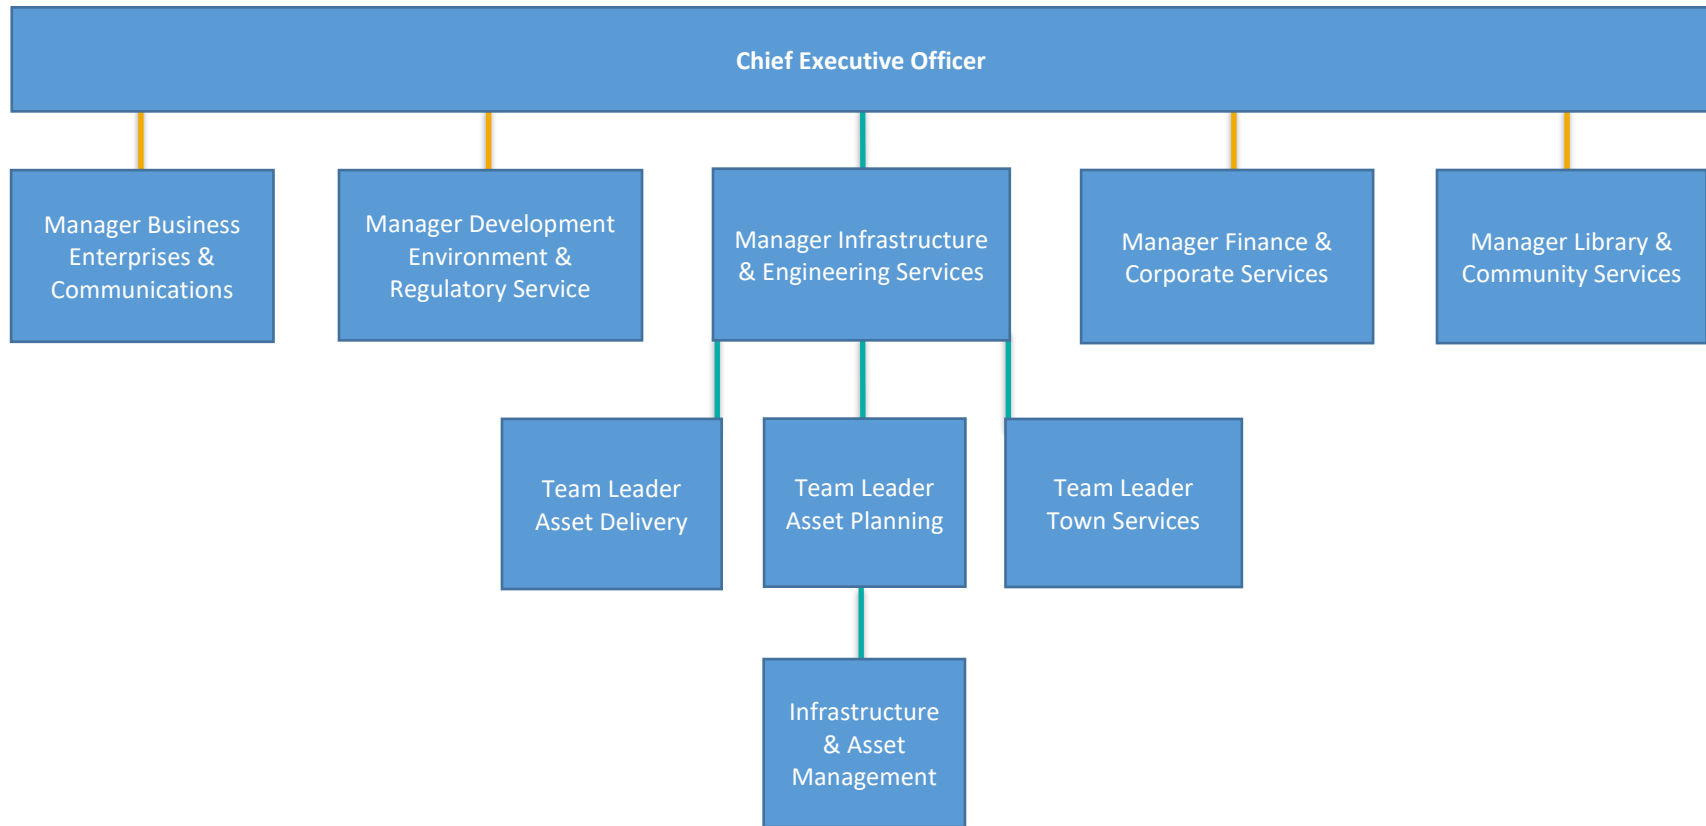 Chief Executive Officer
Manager Business
Enterprises &
Communications
Manager Development
Environment &
Regulatory Service
Manager Infrastructure
& Engineering Services
Manager Finance &
Corporate Services
Manager Library &
Community Services
Team Leader
Asset Delivery
Team Leader
Asset Planning
Team Leader
Town Services
Infrastructure
& Asset
Management